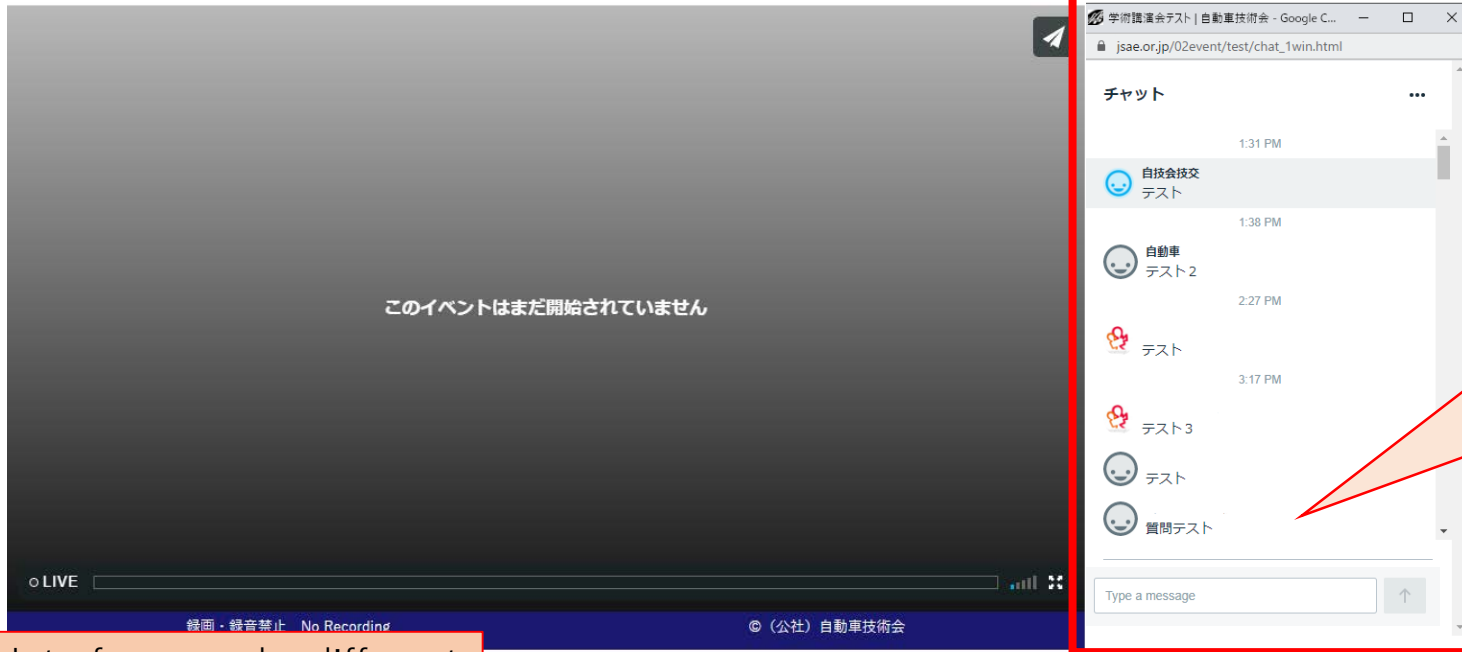 このイベントはまだ開始されていません
LIVE
録画・録音禁止 No Recording
©（公社）自動車技術会
学術講演会テスト | 自動車技術会 - Google C...
jsae.or.jp/02event/test/chat_1win.html
チャット
1:31 PM
自技会技交
テスト
1:38 PM
自動車
テスト2
2:27 PM
テスト
3:17 PM
テスト3
テスト
質問テスト
Type a message